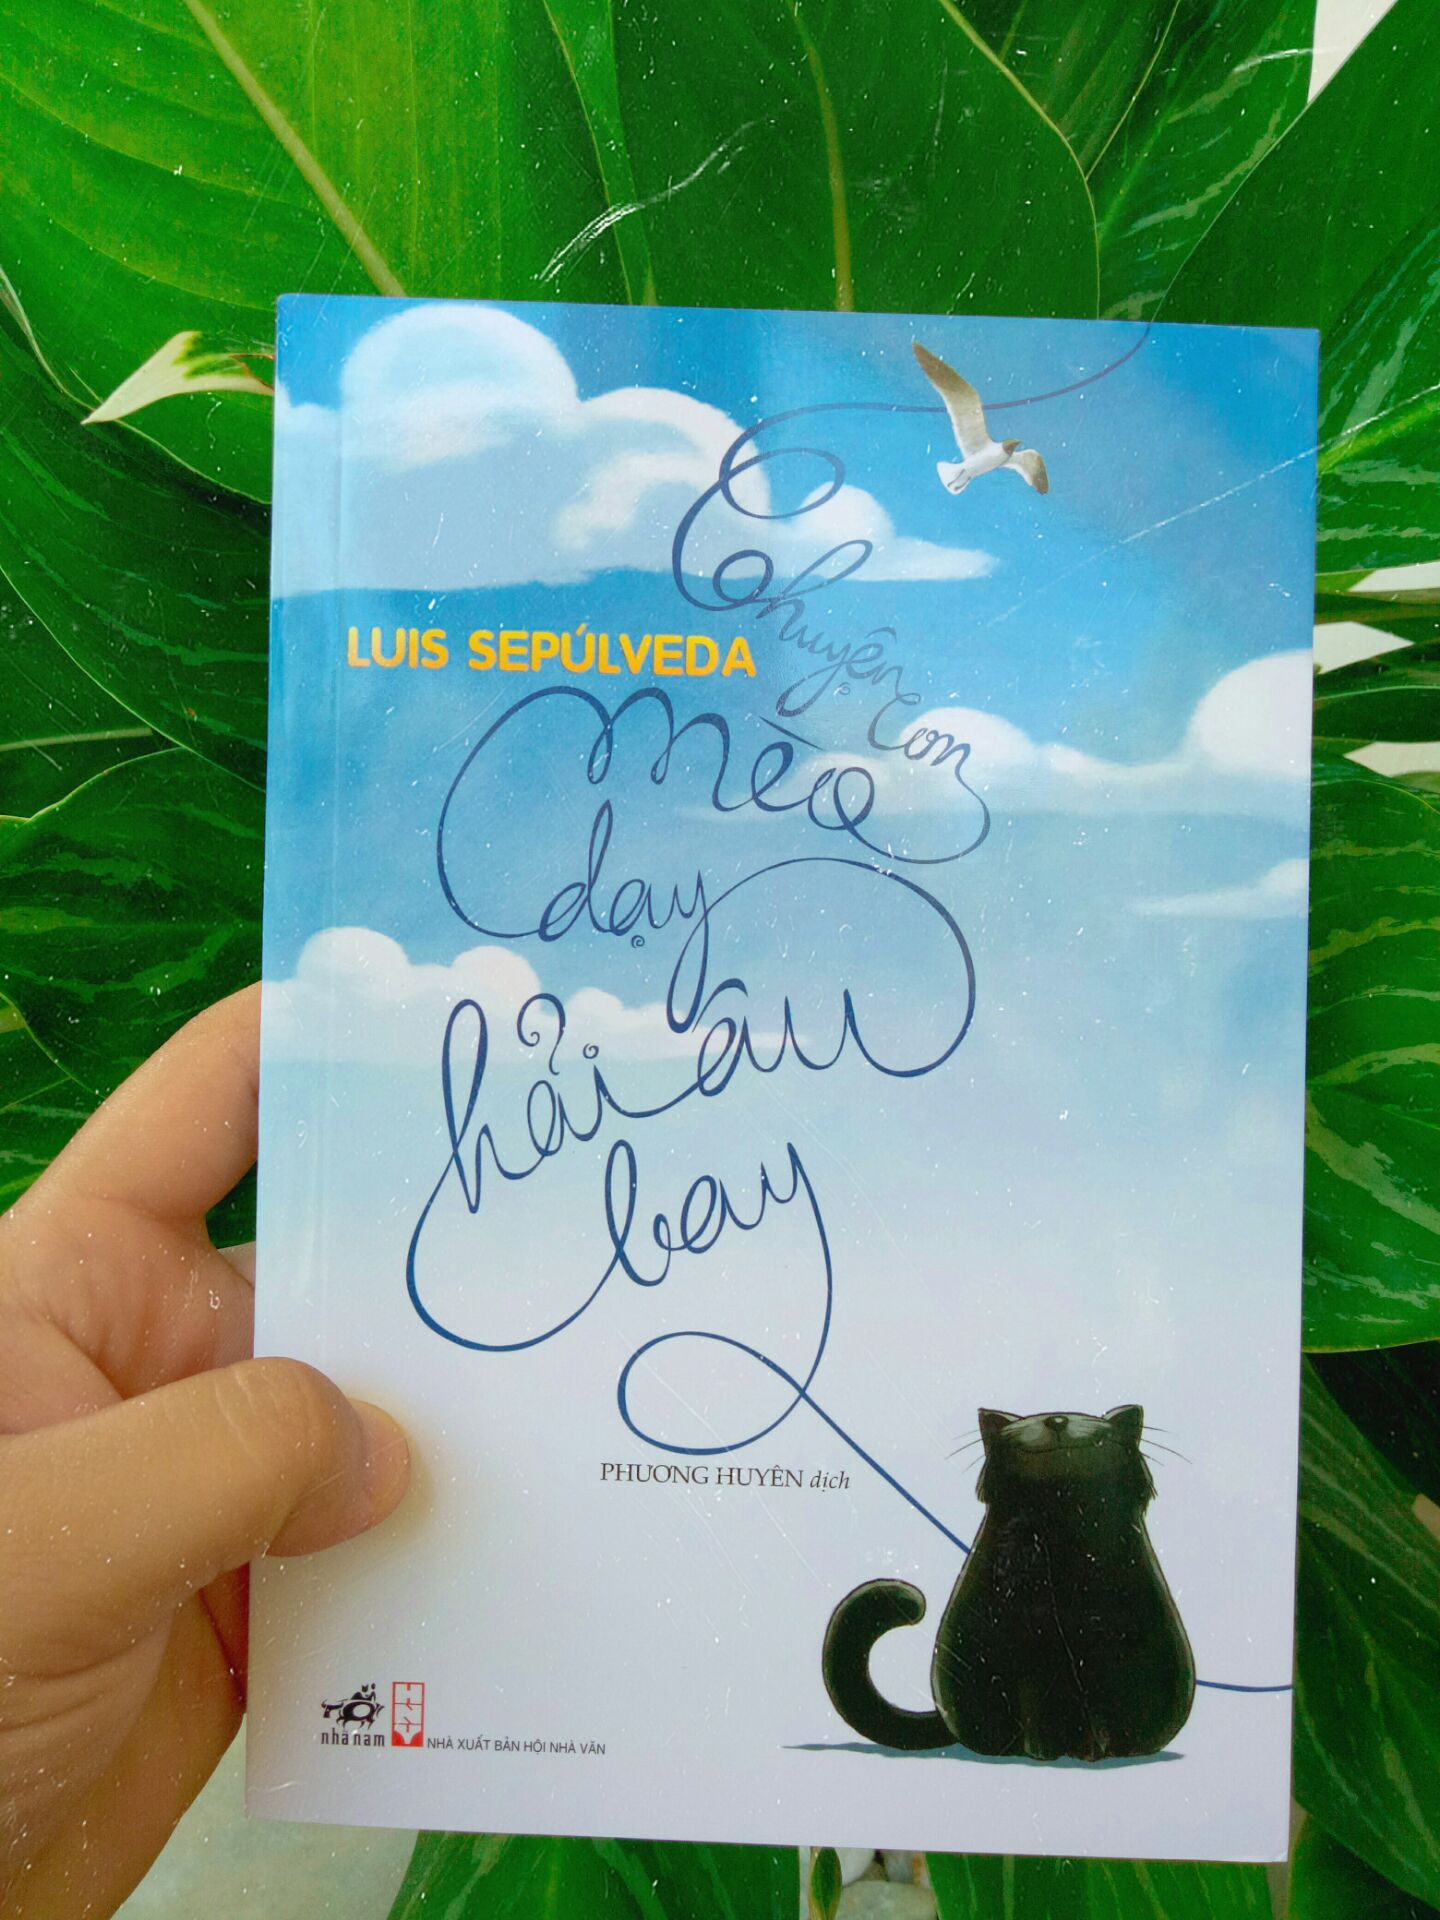 LUIS SEPÚLVEDA
Chuyện con
mèo
dạy
hải âu
bay
PHƯƠNG HUYÊN dịch
nhã nam
NHÀ XUẤT BẢN HỘI NHÀ VĂN